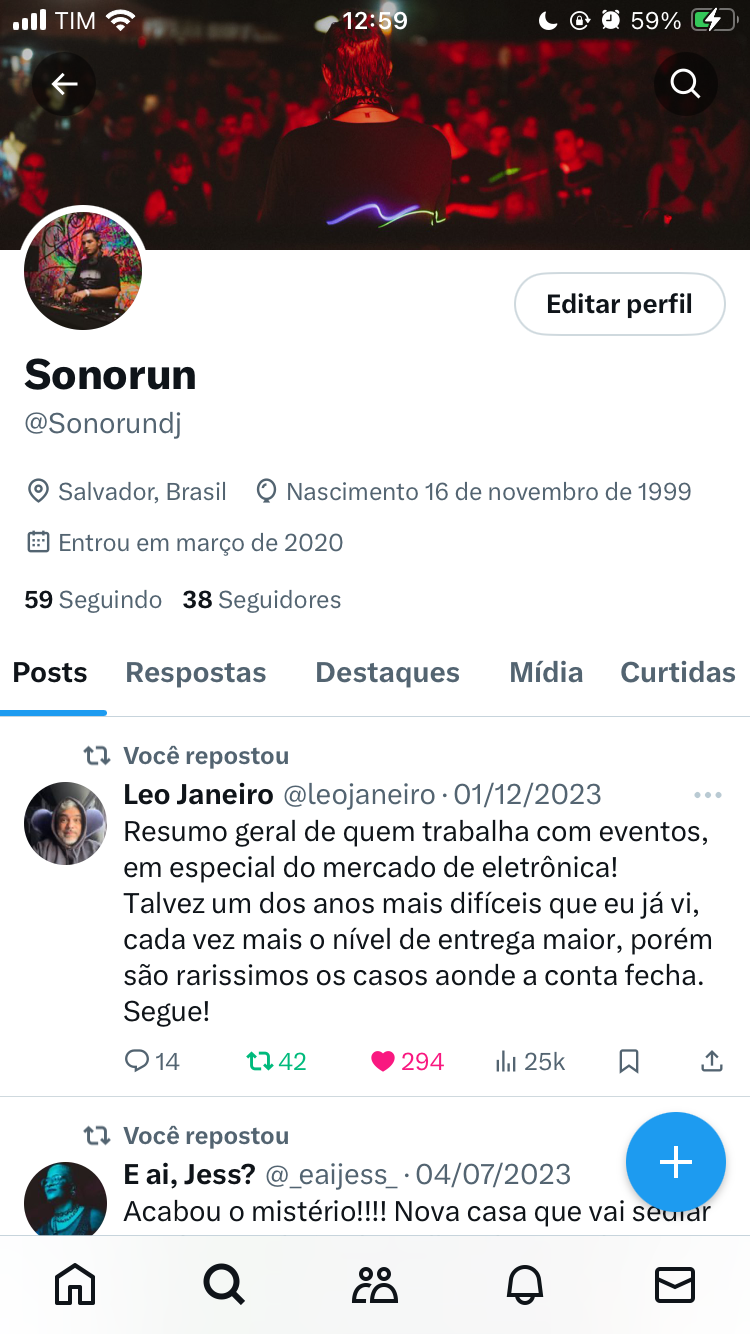 TIM 12:59 59%
Editar perfil
Sonorun
@Sonorundj
Salvador, Brasil Nascimento 16 de novembro de 1999
Entrou em março de 2020
59 Seguindo 38 Seguidores
Posts Respostas Destaques Mídia Curtidas
Você repostou
Leo Janeiro @leojaneiro · 01/12/2023
Resumo geral de quem trabalha com eventos,
em especial do mercado de eletrônica!
Talvez um dos anos mais difíceis que eu já vi,
cada vez mais o nível de entrega maior, porém
são rarissimos os casos aonde a conta fecha.
Segue!
14 42 294 25k
Você repostou
E ai, Jess? @_eaijess_ · 04/07/2023
Acabou o mistério!!!! Nova casa que vai sediar